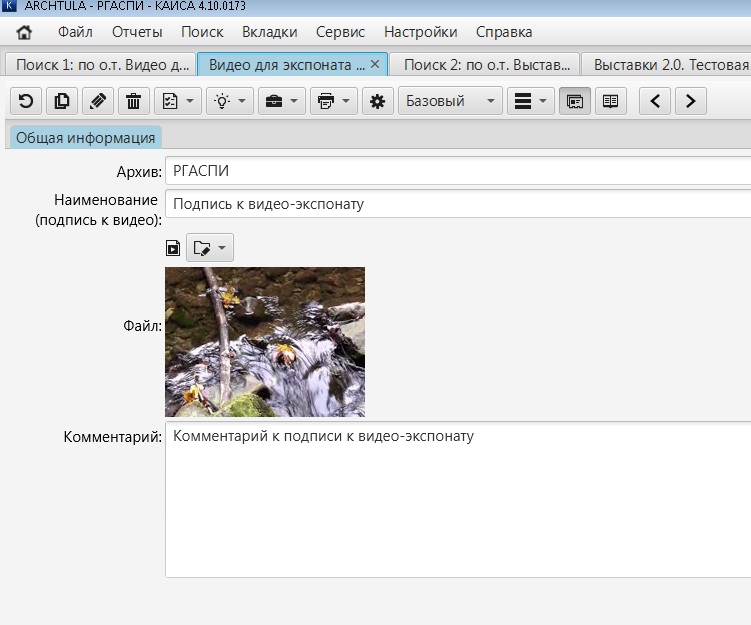 ARCHTULA - РГАСПИ - КАИСА 4.10.0173
Файл Отчеты Поиск Вкладки Сервис Настройки Справка
Поиск 1: по о.т. Видео д... Видео для экспоната ... Поиск 2: по о.т. Выстав... Выставки 2.0. Тестовая
Базовый
Общая информация
Архив: РГАСПИ
Наименование
(подпись к видео):
Подпись к видео-экспонату
Файл:
Комментарий: Комментарий к подписи к видео-экспонату